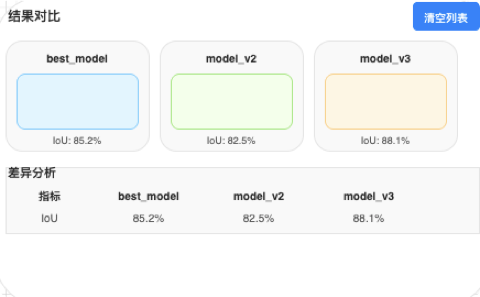 结果对比 清空列表
best_model model_v2 model_v3
IoU: 85.2% IoU: 82.5% IoU: 88.1%
差异分析
指标 best_model model_v2 model_v3
IoU 85.2% 82.5% 88.1%